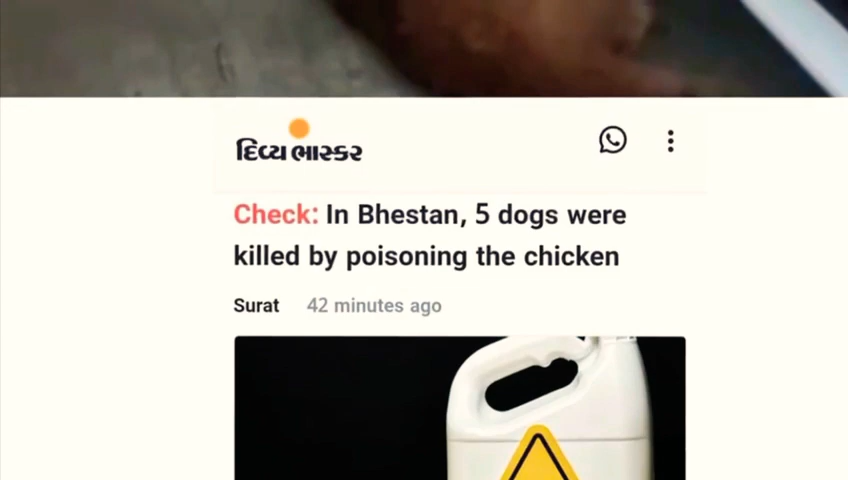 દિવ્ય ભાસ્કર
Check: In Bhestan, 5 dogs were
killed by poisoning the chicken
Surat 42 minutes ago